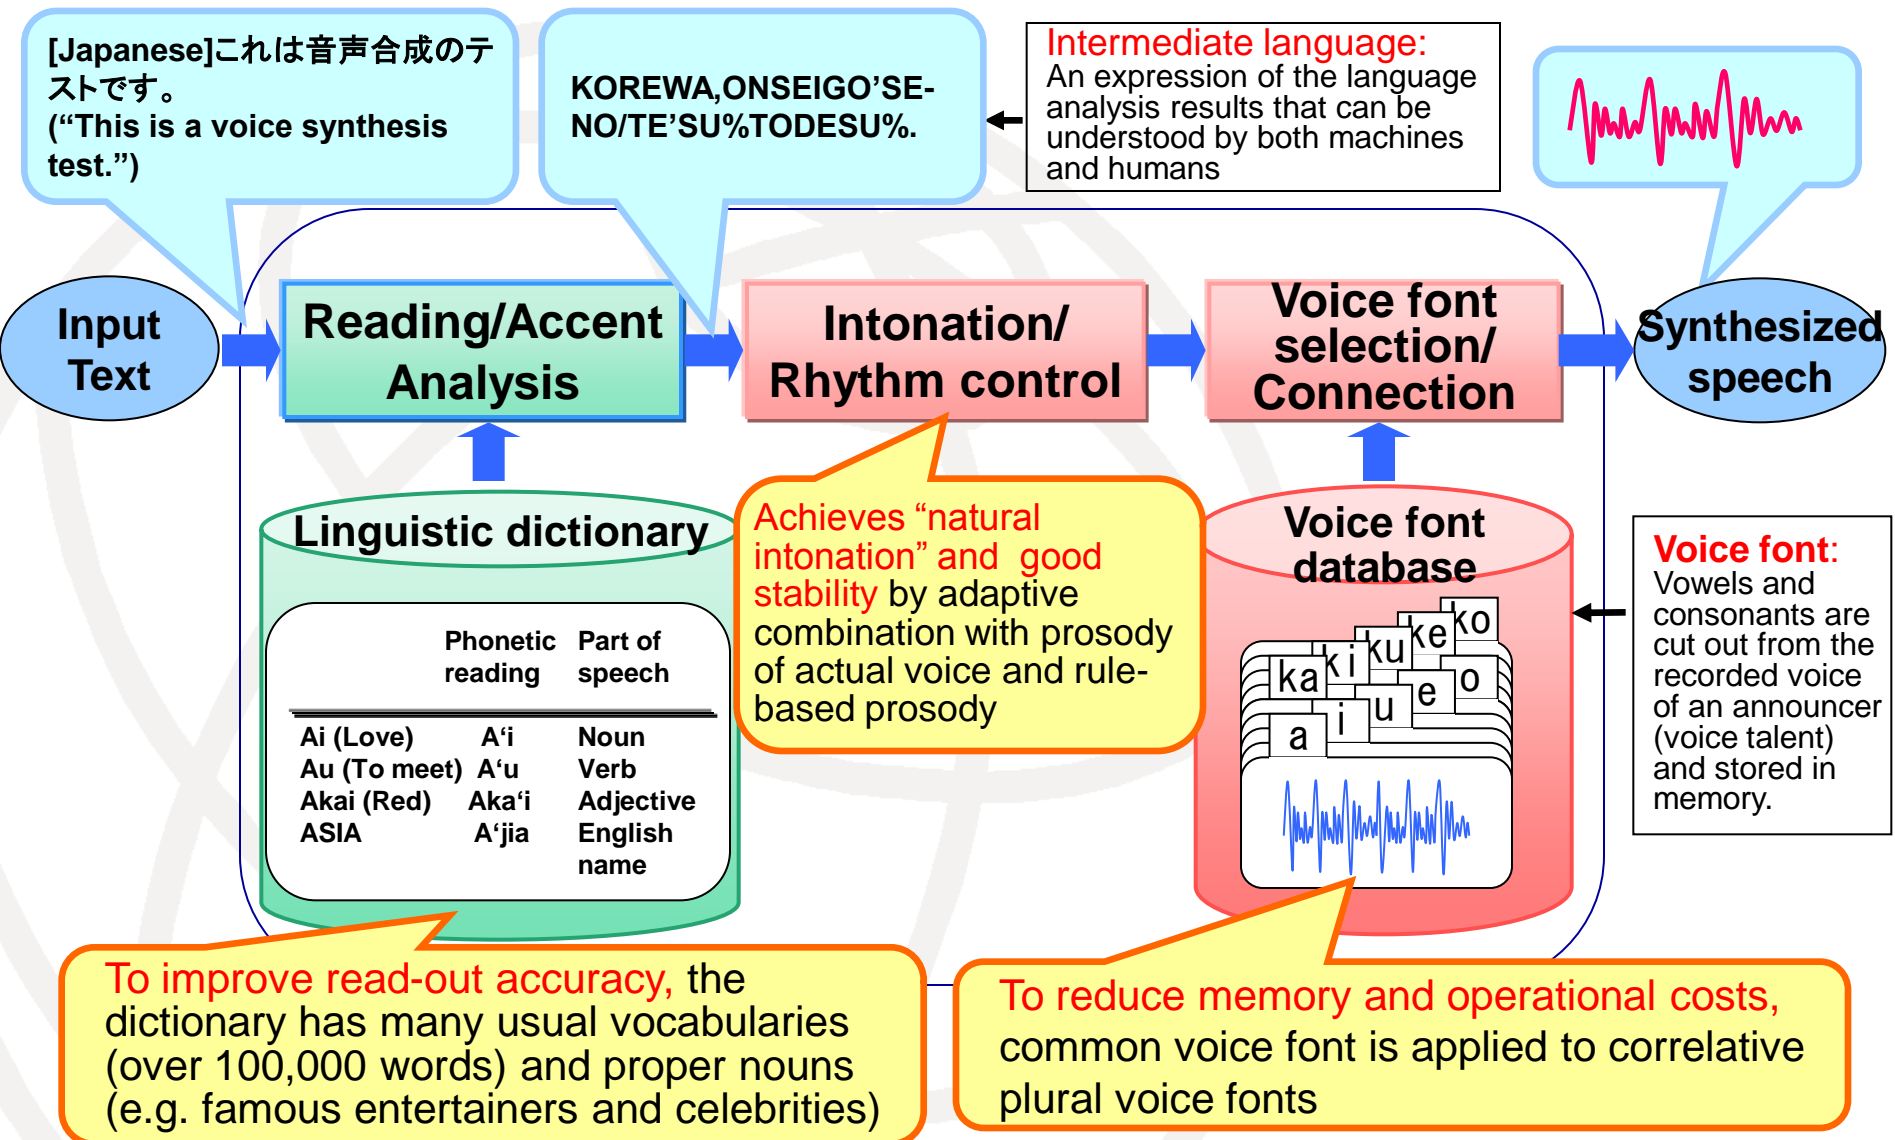 [Japanese]これは音声合成のテ
ストです。
(“This is a voice synthesis
test.”)
KOREWA,ONSEIGO’SE-
NO/TE’SU%TODESU%.
Intermediate language:
An expression of the language
analysis results that can be
understood by both machines
and humans
Input
Text
Reading/Accent
Analysis
Intonation/
Rhythm control
Voice font
selection/
Connection
Synthesized
speech
Linguistic dictionary
Phonetic Part of
reading speech
Ai (Love) A‘i Noun
Au (To meet) A‘u Verb
Akai (Red) Aka‘i Adjective
ASIA A‘jia English
name
Achieves “natural
intonation” and good
stability by adaptive
combination with prosody
of actual voice and rule-
based prosody
Voice font
database
ka ki ku ke ko
a i u e o
Voice font:
Vowels and
consonants are
cut out from the
recorded voice
of an announcer
(voice talent)
and stored in
memory.
To improve read-out accuracy, the
dictionary has many usual vocabularies
(over 100,000 words) and proper nouns
(e.g. famous entertainers and celebrities)
To reduce memory and operational costs,
common voice font is applied to correlative
plural voice fonts